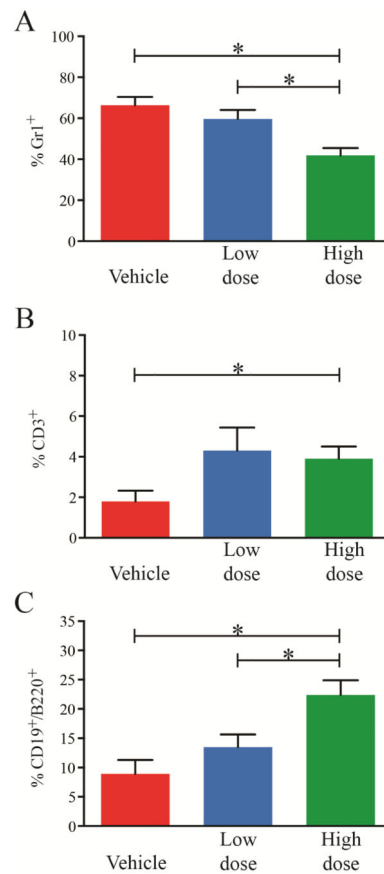 A
% Gr1+
100
80
60
40
20
0
*
*
Vehicle
Low dose
High dose
B
% CD3+
10
8
6
4
2
0
*
Vehicle
Low dose
High dose
C
% CD19+/B220+
35
30
25
20
15
10
5
0
*
*
Vehicle
Low dose
High dose